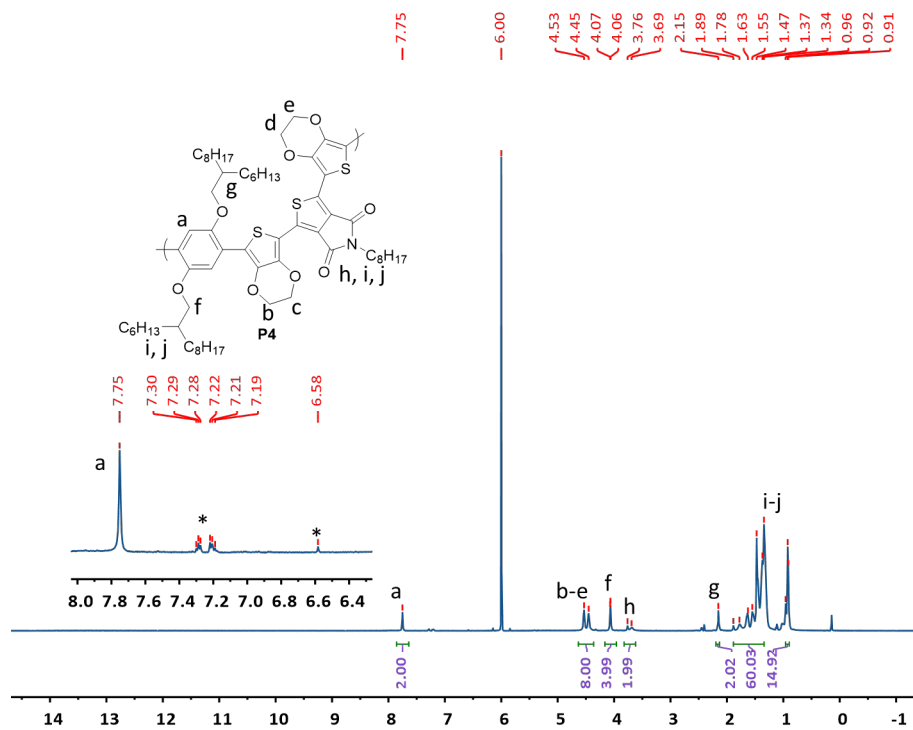 7.75
6.00
4.53
4.45
4.07
4.06
3.76
3.69
2.15
1.89
1.78
1.63
1.55
1.47
1.37
1.34
0.96
0.92
0.91
e
d
O
O
S
C8H17
C6H13
g
O
a
S
S
O
N
C8H17
O
h, i, j
O
O
O
b
c
f
P4
C6H13
i, j
C8H17
7.75
7.30
7.29
7.28
7.22
7.21
7.19
6.58
a
*
*
8.0 7.8 7.6 7.4 7.2 7.0 6.8 6.6 6.4
a
b-e
f
h
g
i-j
2.00
8.00
3.99
1.99
2.02
60.03
14.92
14 13 12 11 10 9 8 7 6 5 4 3 2 1 0 -1